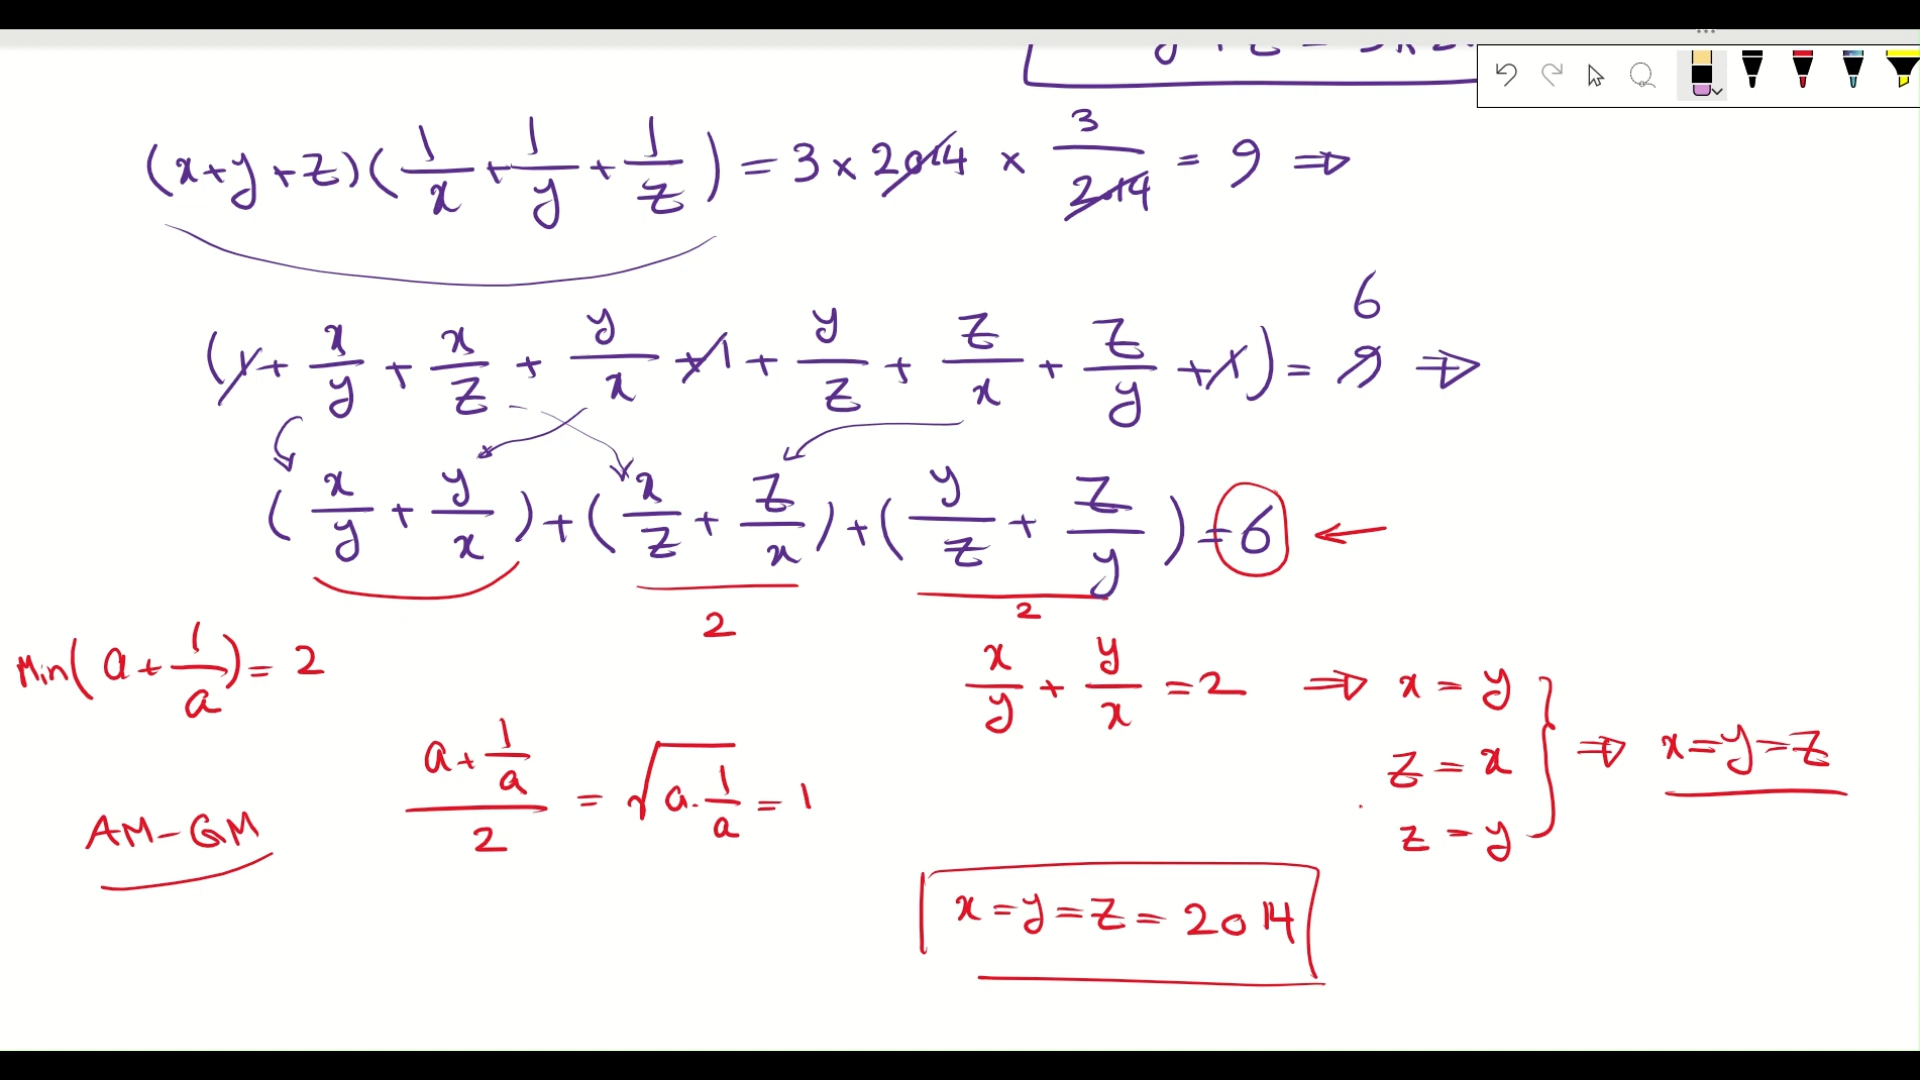 (x+y+z)(1/x + 1/y + 1/z) = 3 × 2014 × 3/2014 = 9 ⇒
(1 + x/y + x/z + y/x + 1 + y/z + z/x + z/y + 1) = 9 6 ⇒
(x/y + y/x) + (x/z + z/x) + (y/z + z/y) = 6 ←
2 2
Min(a + 1/a) = 2
x/y + y/x = 2 ⇒ x = y
z = x ⇒ x = y = z
z = y
AM-GM
(a + 1/a)/2 = √(a · 1/a) = 1
x = y = z = 2014